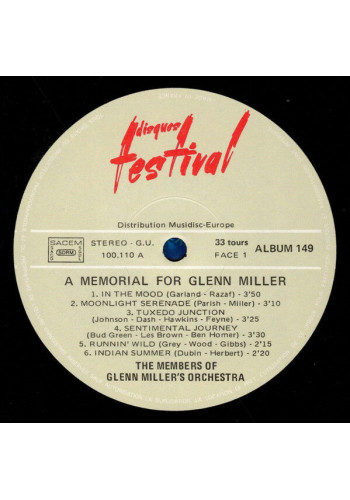 disques
festival
Distribution Musidisc-Europe
SACEM
SACD SDRM SGDL
STEREO - G.U.
100.110 A
33 tours
FACE 1
ALBUM 149
A MEMORIAL FOR GLENN MILLER
1. IN THE MOOD (Garland - Razaf) - 3'50
2. MOONLIGHT SERENADE (Parish - Miller) - 3'10
3. TUXEDO JUNCTION
(Johnson - Dash - Hawkins - Feyne) - 3'25
4. SENTIMENTAL JOURNEY
(Bud Green - Les Brown - Ben Homer) - 3'30
5. RUNNIN' WILD (Grey - Wood - Gibbs) - 2'15
6. INDIAN SUMMER (Dubin - Herbert) - 2'20
THE MEMBERS OF
GLENN MILLER'S ORCHESTRA